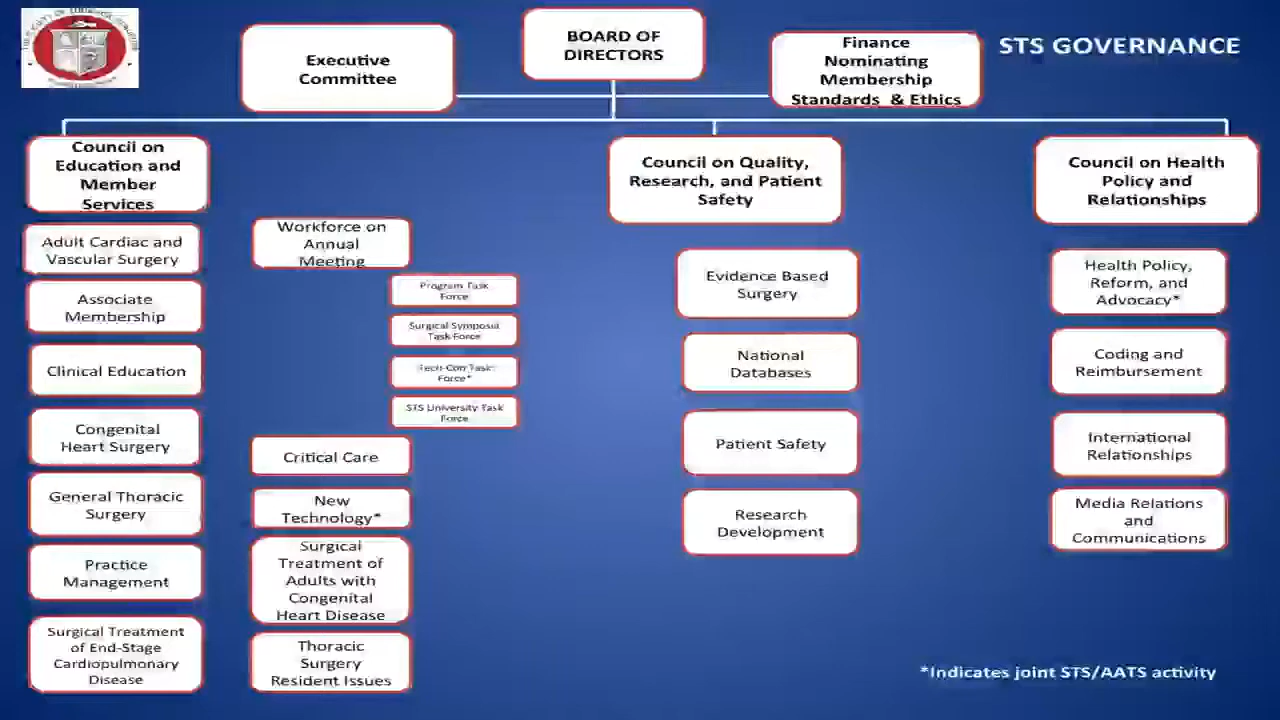 BOARD OF
DIRECTORS
Executive
Committee
Finance
Nominating
Membership
Standards & Ethics
STS GOVERNANCE
Council on
Education and
Member
Services
Council on Quality,
Research, and Patient
Safety
Council on Health
Policy and
Relationships
Adult Cardiac and
Vascular Surgery
Associate
Membership
Clinical Education
Congenital
Heart Surgery
General Thoracic
Surgery
Practice
Management
Surgical Treatment
of End-Stage
Cardiopulmonary
Disease
Workforce on
Annual
Meeting
Program Task
Force
Surgical Symposia
Task Force
Tech-Con Task
Force*
STS University Task
Force
Critical Care
New
Technology*
Surgical
Treatment of
Adults with
Congenital
Heart Disease
Thoracic
Surgery
Resident Issues
Evidence Based
Surgery
National
Databases
Patient Safety
Research
Development
Health Policy,
Reform, and
Advocacy*
Coding and
Reimbursement
International
Relationships
Media Relations
and
Communications
*Indicates joint STS/AATS activity